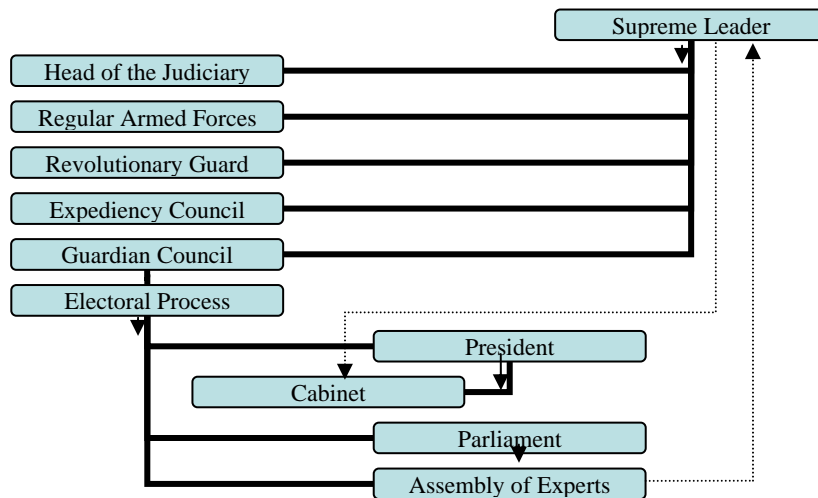 Supreme Leader
Head of the Judiciary
Regular Armed Forces
Revolutionary Guard
Expediency Council
Guardian Council
Electoral Process
President
Cabinet
Parliament
Assembly of Experts